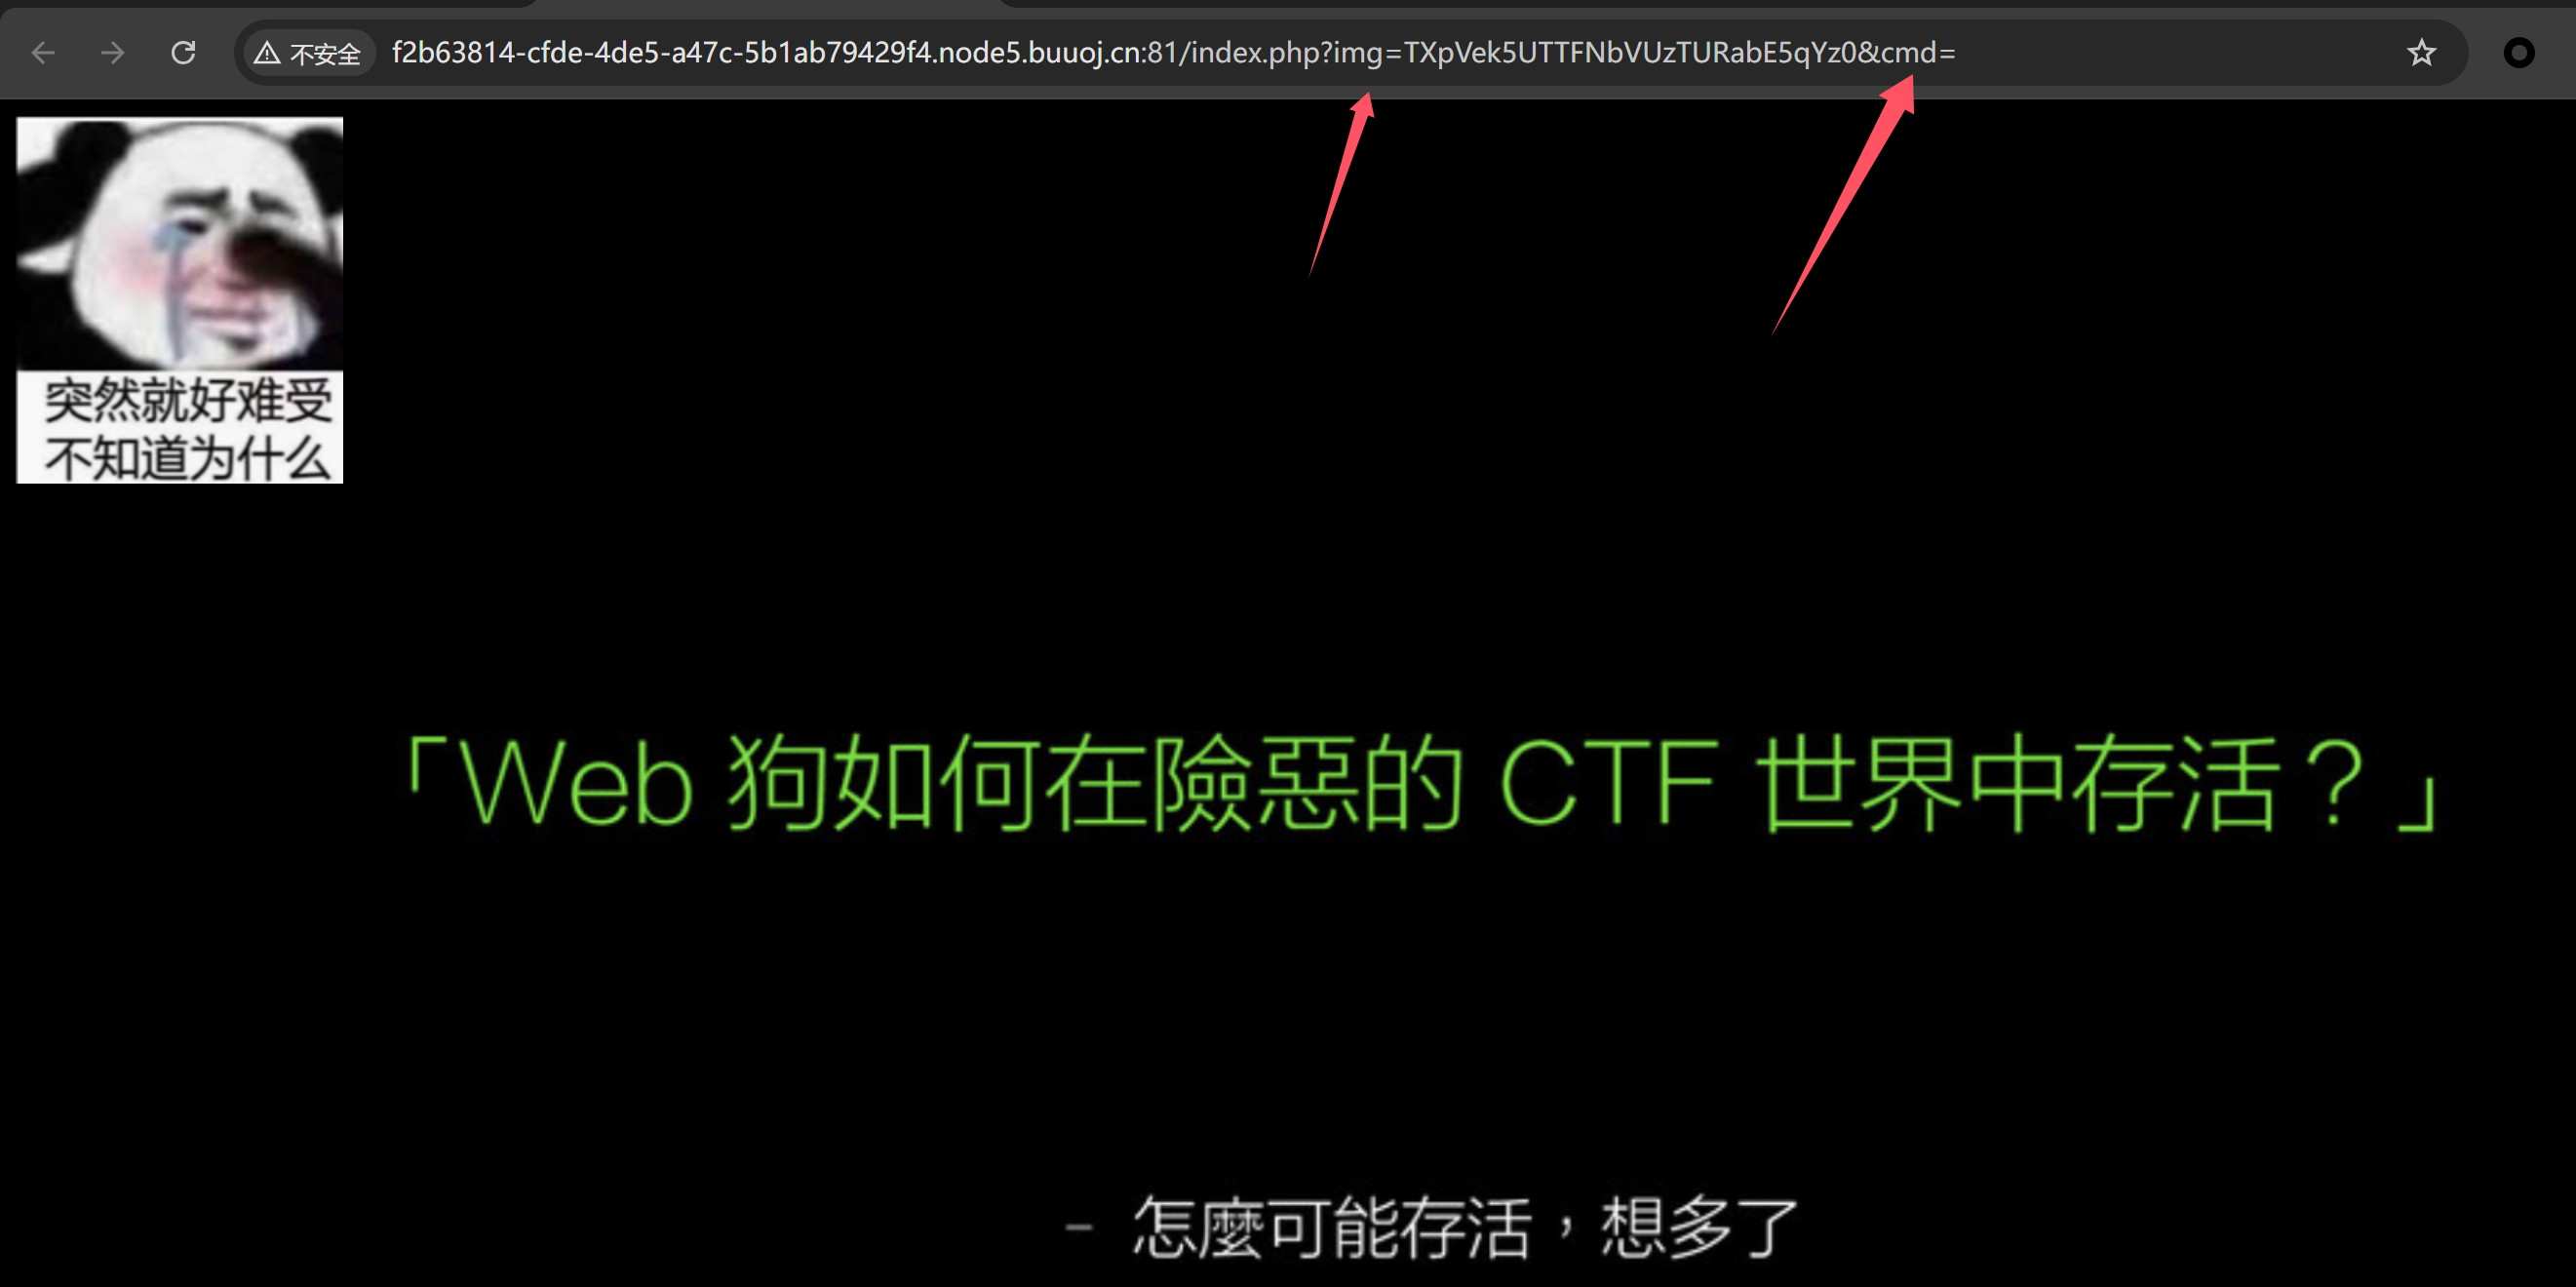 不安全 f2b63814-cfde-4de5-a47c-5b1ab79429f4.node5.buuoj.cn:81/index.php?img=TXpVek5UTTFNbVUzTURabE5qYz0&cmd=
突然就好难受
不知道为什么
「Web 狗如何在險惡的 CTF 世界中存活？」
- 怎麼可能存活，想多了